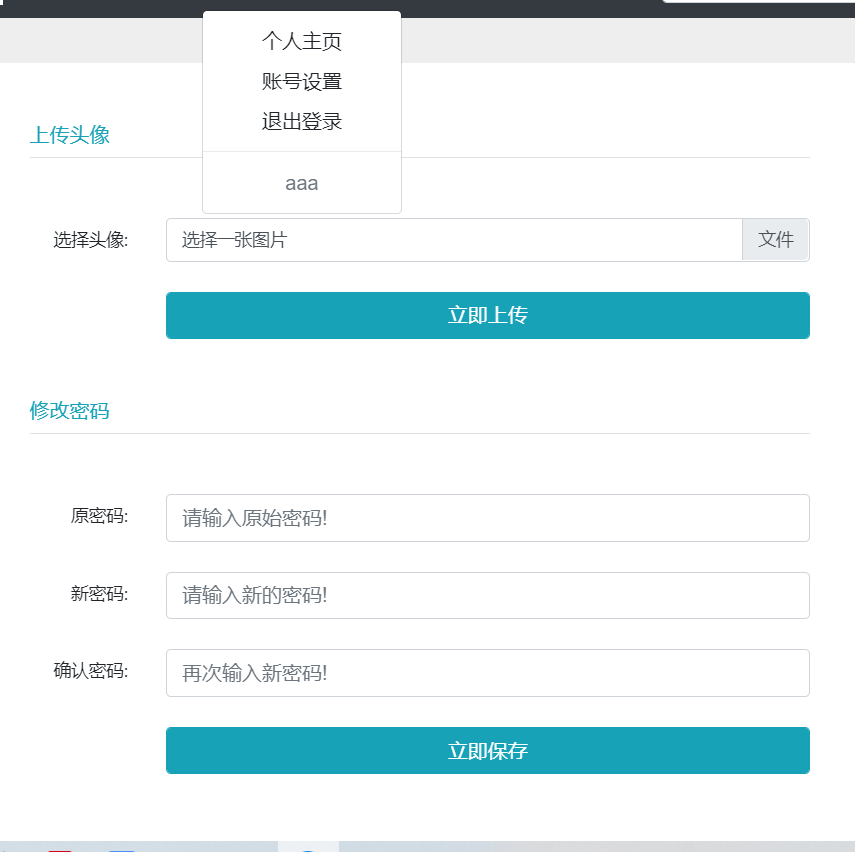 个人主页
账号设置
退出登录
上传头像
aaa
选择头像: 选择一张图片 文件
立即上传
修改密码
原密码: 请输入原始密码!
新密码: 请输入新的密码!
确认密码: 再次输入新密码!
立即保存